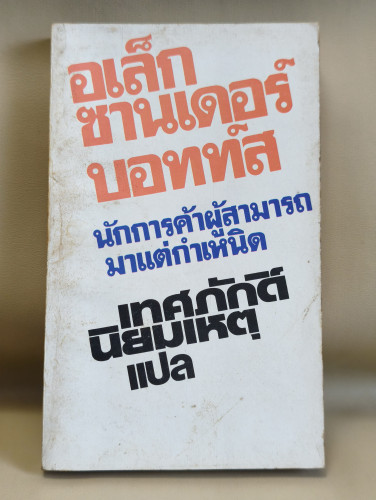 อเล็ก
ซานเดอร์
บอทท์ส
นักการค้าผู้สามารถ
มาแต่กำเหนิด
เทศภักดิ์
นิยมเหตุ
แปล